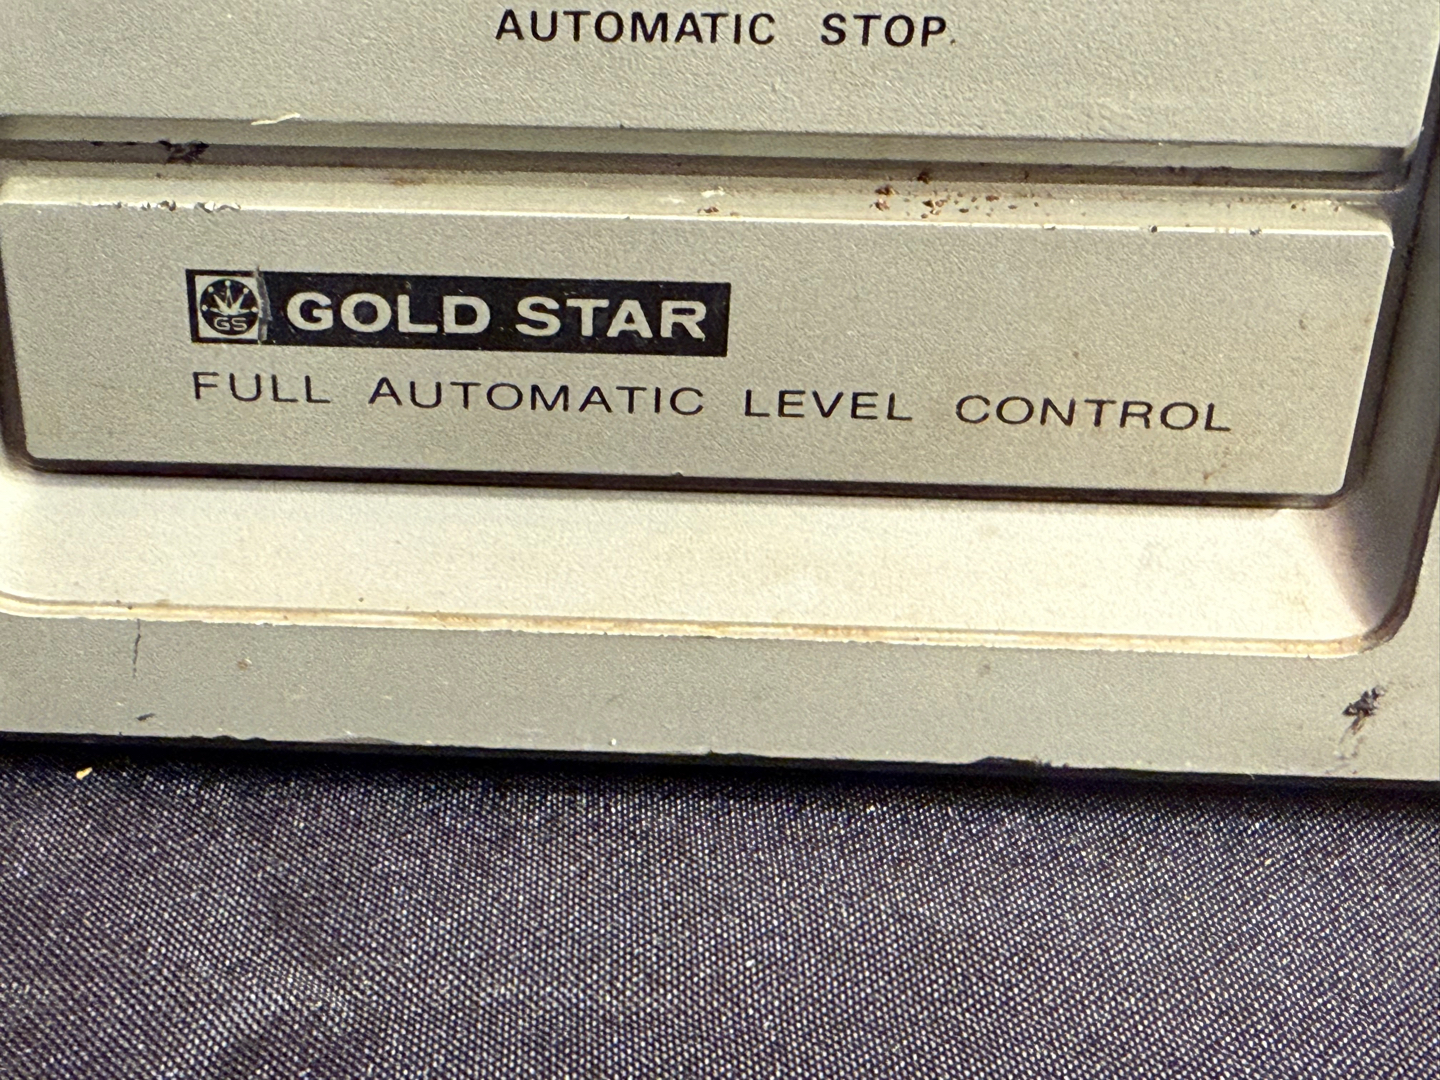 AUTOMATIC STOP.
GS GOLD STAR
FULL AUTOMATIC LEVEL CONTROL